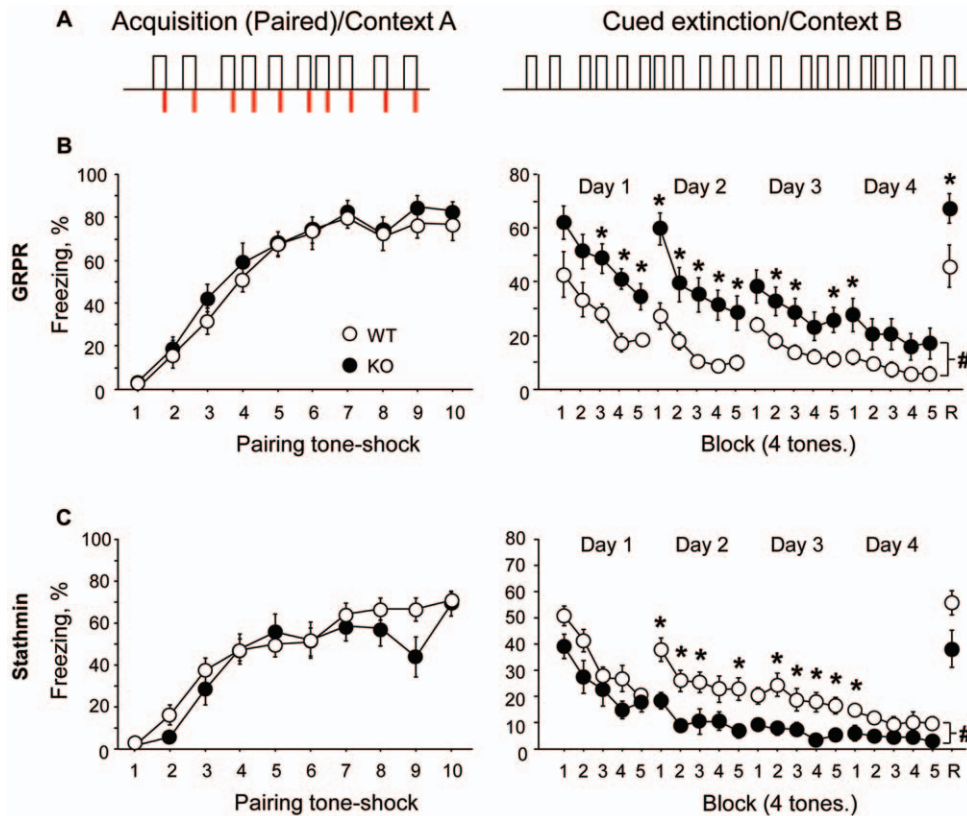 A
Acquisition (Paired)/Context A
Cued extinction/Context B
B
GRPR
Freezing, %
100
80
60
40
20
0
WT
KO
1 2 3 4 5 6 7 8 9 10
Pairing tone-shock
80
60
40
20
0
Day 1 Day 2 Day 3 Day 4
*
* * * * * * * * * * * * *
#
1 2 3 4 5 1 2 3 4 5 1 2 3 4 5 1 2 3 4 5 R
Block (4 tones.)
C
Stathmin
Freezing, %
100
80
60
40
20
0
1 2 3 4 5 6 7 8 9 10
Pairing tone-shock
80
70
60
50
40
30
20
10
0
Day 1 Day 2 Day 3 Day 4
* * * * * * * * *
#
1 2 3 4 5 1 2 3 4 5 1 2 3 4 5 1 2 3 4 5 R
Block (4 tones.)